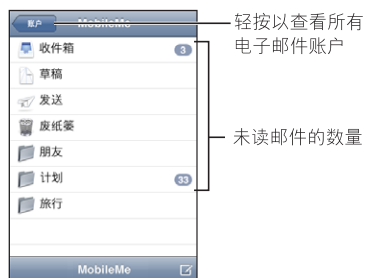 账户
MobileMe
轻按以查看所有
电子邮件账户
收件箱 3
草稿
发送
废纸篓
未读邮件的数量
朋友
计划 33
旅行
MobileMe